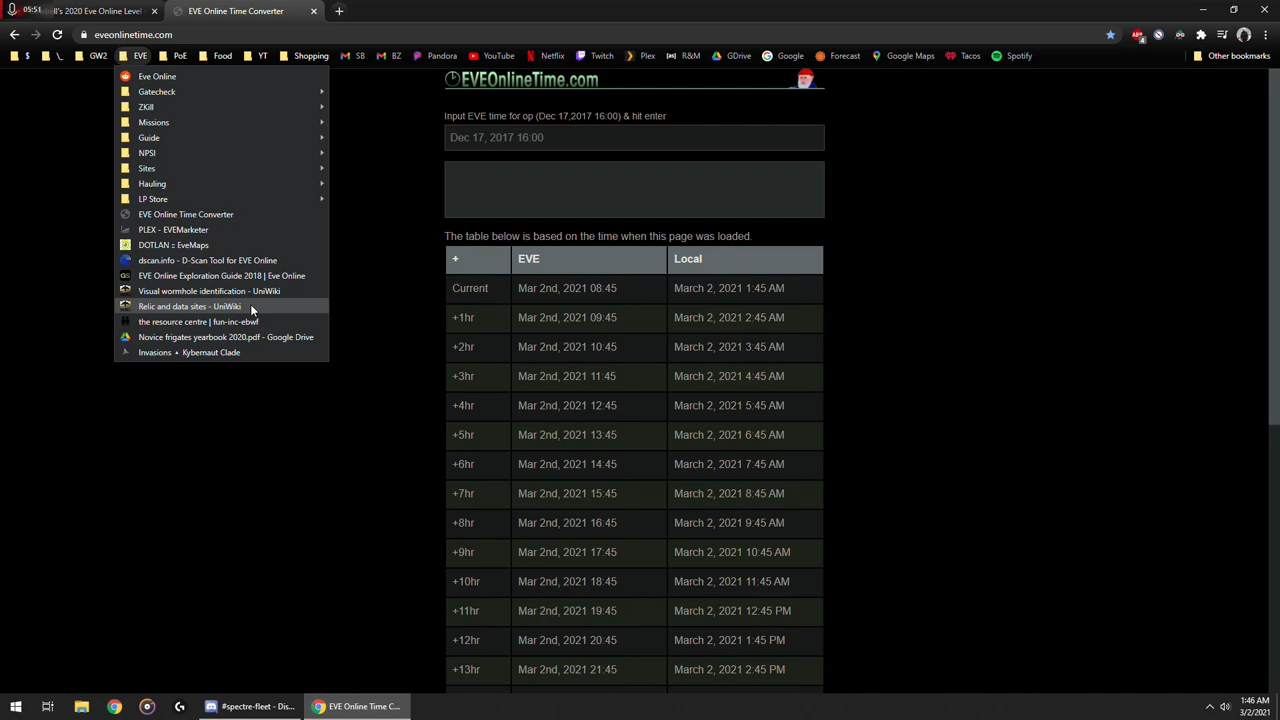 05:51
shell's 2020 Eve Online Level
EVE Online Time Converter
eveonlinetime.com
$
\_
GW2
EVE
PoE
Food
YT
Shopping
SB
BZ
Pandora
YouTube
Netflix
Twitch
Plex
R&M
GDrive
Google
Forecast
Google Maps
Tacos
Spotify
Other bookmarks
Eve Online
Gatecheck
ZKill
Missions
Guide
NPSI
Sites
Hauling
LP Store
EVE Online Time Converter
PLEX - EVEMarketer
DOTLAN :: EveMaps
dscan.info - D-Scan Tool for EVE Online
EVE Online Exploration Guide 2018 | Eve Online
Visual wormhole identification - UniWiki
Relic and data sites - UniWiki
the resource centre | fun-inc-ebwf
Novice frigates yearbook 2020.pdf - Google Drive
Invasions • Kybernaut Clade
EVEOnlineTime.com
Input EVE time for op (Dec 17,2017 16:00) & hit enter
Dec 17, 2017 16:00
The table below is based on the time when this page was loaded.
+ EVE Local
Current Mar 2nd, 2021 08:45 March 2, 2021 1:45 AM
+1hr Mar 2nd, 2021 09:45 March 2, 2021 2:45 AM
+2hr Mar 2nd, 2021 10:45 March 2, 2021 3:45 AM
+3hr Mar 2nd, 2021 11:45 March 2, 2021 4:45 AM
+4hr Mar 2nd, 2021 12:45 March 2, 2021 5:45 AM
+5hr Mar 2nd, 2021 13:45 March 2, 2021 6:45 AM
+6hr Mar 2nd, 2021 14:45 March 2, 2021 7:45 AM
+7hr Mar 2nd, 2021 15:45 March 2, 2021 8:45 AM
+8hr Mar 2nd, 2021 16:45 March 2, 2021 9:45 AM
+9hr Mar 2nd, 2021 17:45 March 2, 2021 10:45 AM
+10hr Mar 2nd, 2021 18:45 March 2, 2021 11:45 AM
+11hr Mar 2nd, 2021 19:45 March 2, 2021 12:45 PM
+12hr Mar 2nd, 2021 20:45 March 2, 2021 1:45 PM
+13hr Mar 2nd, 2021 21:45 March 2, 2021 2:45 PM
#spectre-fleet - Dis...
EVE Online Time C...
1:46 AM
3/2/2021